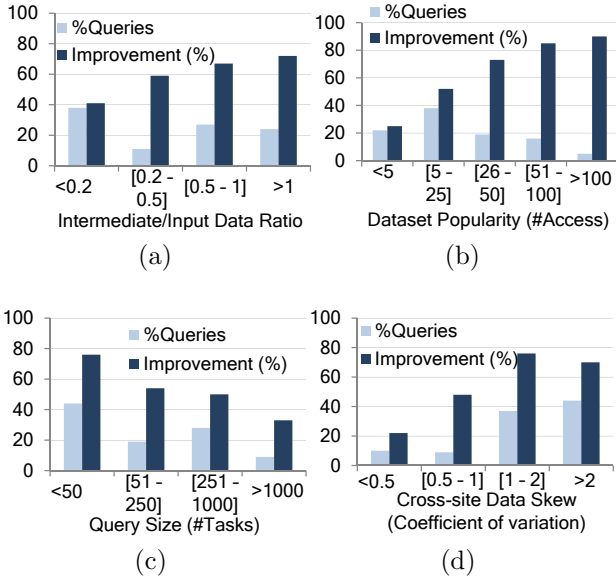 100
80
60
40
20
0
%Queries
Improvement (%)
<0.2
[0.2 -
0.5]
[0.5 - 1]
>1
Intermediate/Input Data Ratio
(a)
100
80
60
40
20
0
%Queries
Improvement (%)
<5
[5 -
25]
[26 -
50]
[51 -
100]
>100
Dataset Popularity (#Access)
(b)
100
80
60
40
20
0
%Queries
Improvement (%)
<50
[51 -
250]
[251 -
1000]
>1000
Query Size (#Tasks)
(c)
100
80
60
40
20
0
%Queries
Improvement (%)
<0.5
[0.5 - 1]
[1 - 2]
>2
Cross-site Data Skew
(Coefficient of variation)
(d)